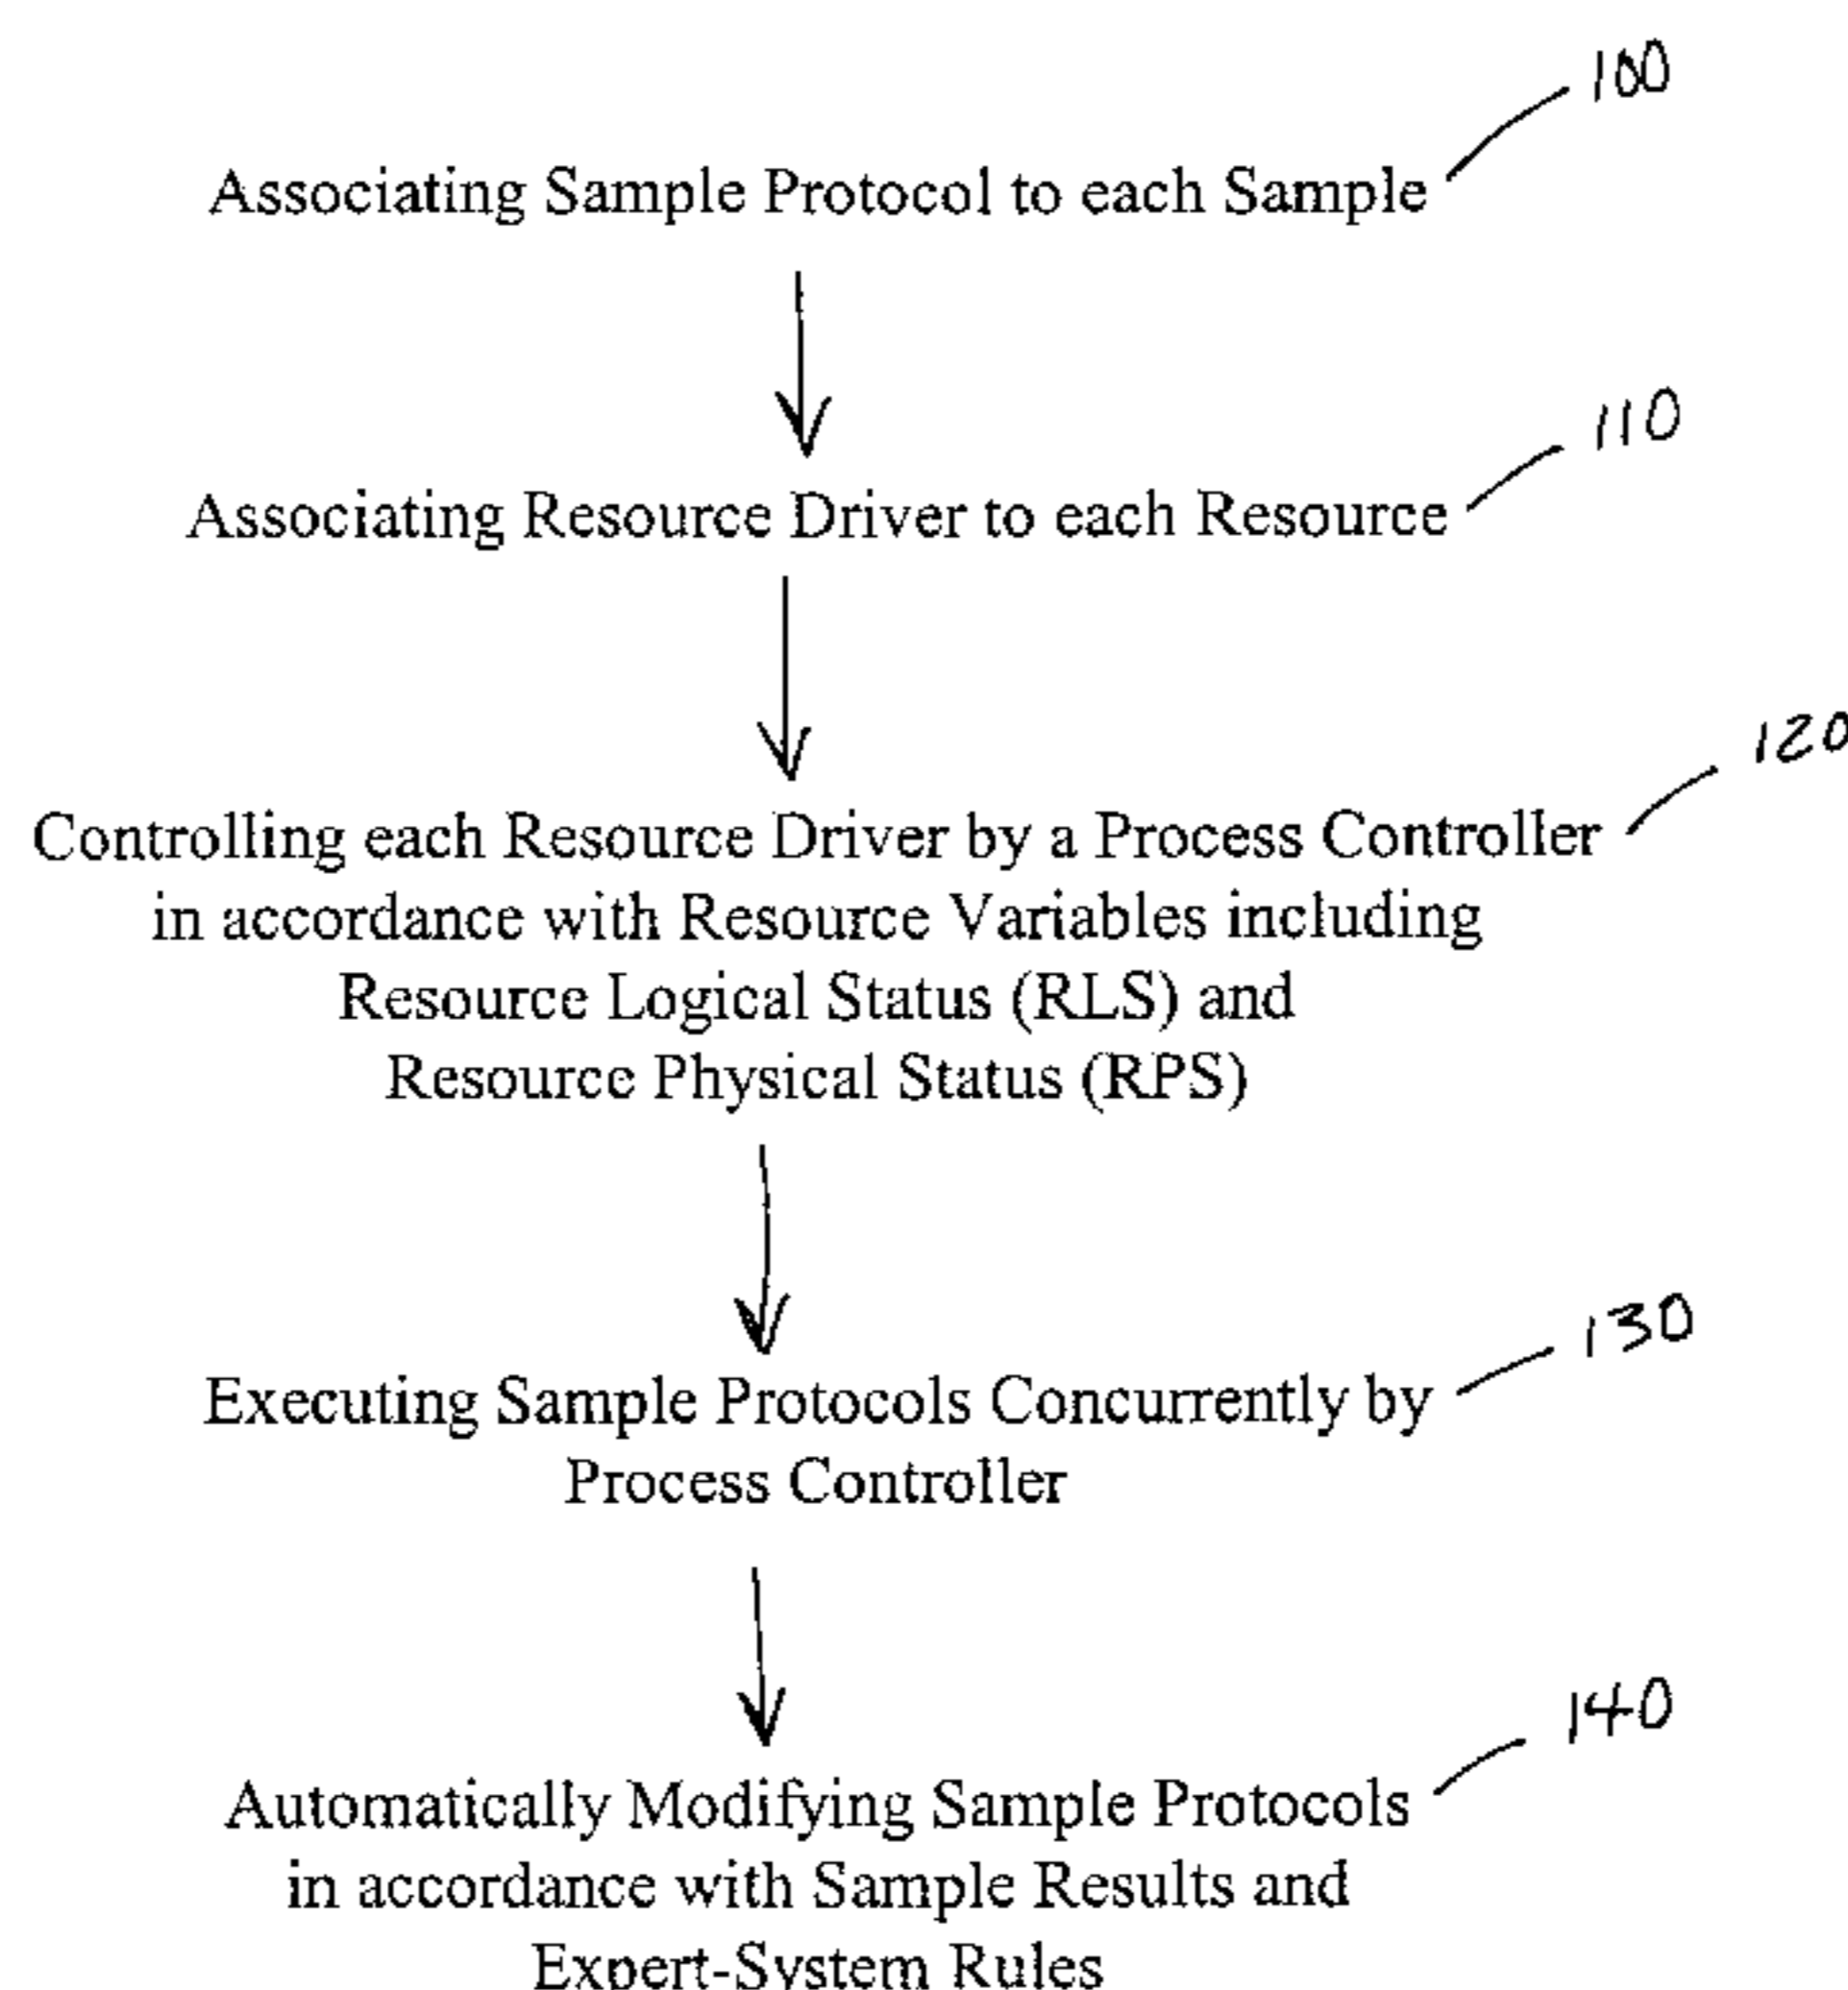 100
Associating Sample Protocol to each Sample
110
Associating Resource Driver to each Resource
120
Controlling each Resource Driver by a Process Controller
in accordance with Resource Variables including
Resource Logical Status (RLS) and
Resource Physical Status (RPS)
130
Executing Sample Protocols Concurrently by
Process Controller
140
Automatically Modifying Sample Protocols
in accordance with Sample Results and
Expert-System Rules